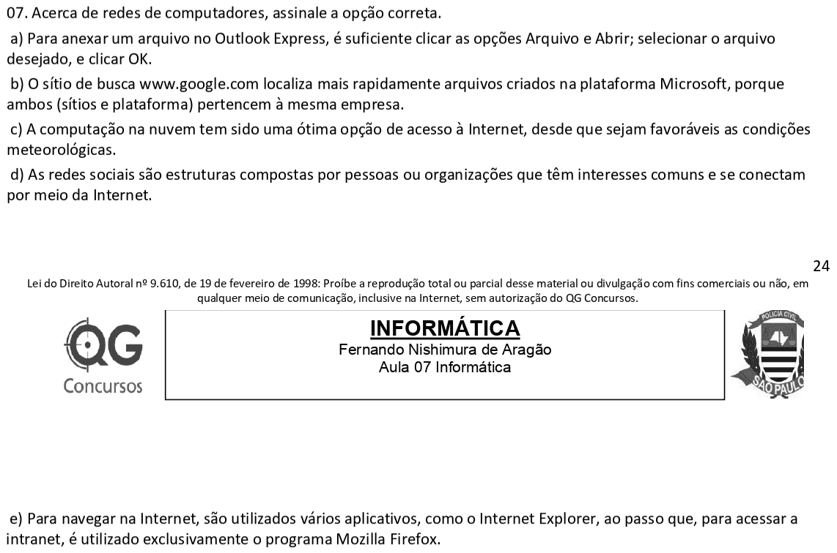 07. Acerca de redes de computadores, assinale a opção correta.
a) Para anexar um arquivo no Outlook Express, é suficiente clicar as opções Arquivo e Abrir; selecionar o arquivo
desejado, e clicar OK.
b) O sítio de busca www.google.com localiza mais rapidamente arquivos criados na plataforma Microsoft, porque
ambos (sítios e plataforma) pertencem à mesma empresa.
c) A computação na nuvem tem sido uma ótima opção de acesso à Internet, desde que sejam favoráveis as condições
meteorológicas.
d) As redes sociais são estruturas compostas por pessoas ou organizações que têm interesses comuns e se conectam
por meio da Internet.
24
Lei do Direito Autoral nº 9.610, de 19 de fevereiro de 1998: Proíbe a reprodução total ou parcial desse material ou divulgação com fins comerciais ou não, em
qualquer meio de comunicação, inclusive na Internet, sem autorização do QG Concursos.
QG
Concursos
INFORMÁTICA
Fernando Nishimura de Aragão
Aula 07 Informática
POLICIA CIVIL
SÃO PAULO
e) Para navegar na Internet, são utilizados vários aplicativos, como o Internet Explorer, ao passo que, para acessar a
intranet, é utilizado exclusivamente o programa Mozilla Firefox.